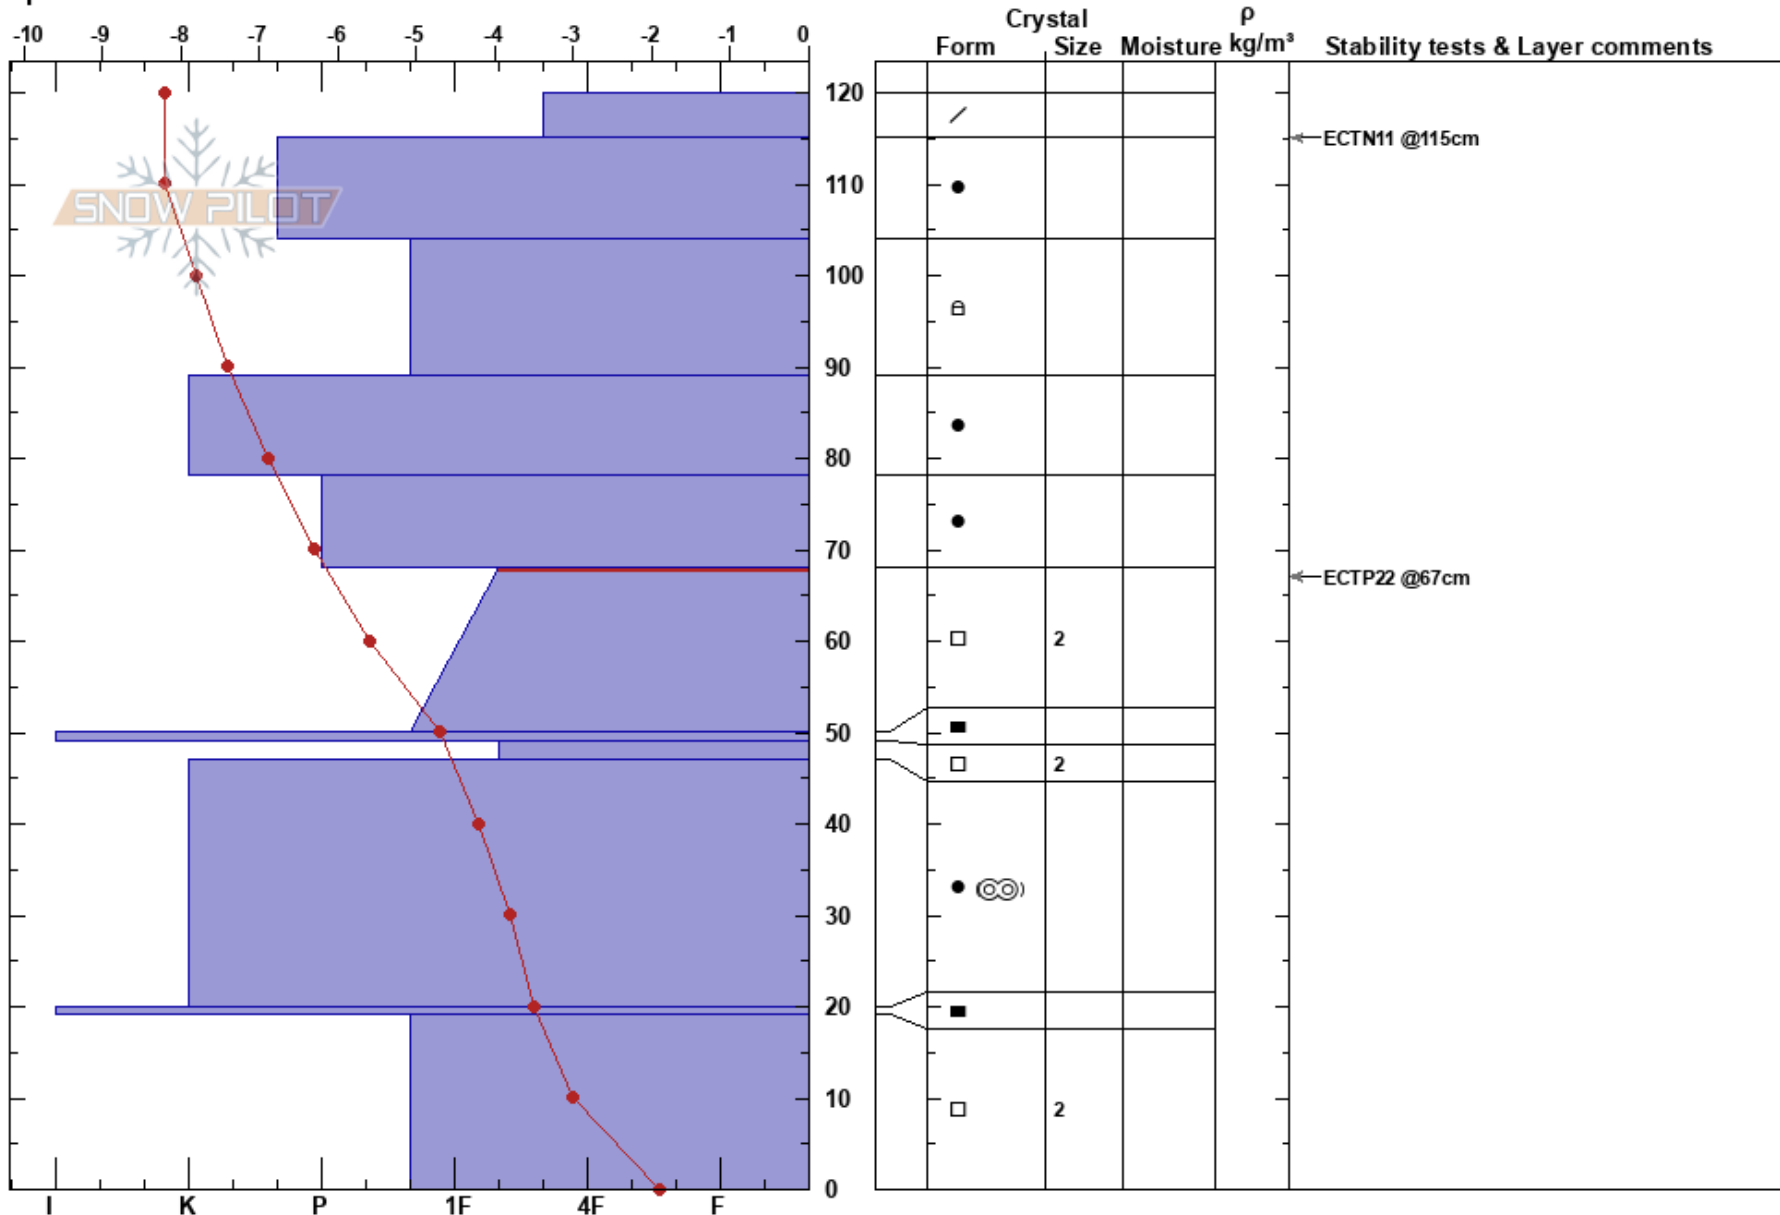 -10 -9 -8 -7 -6 -5 -4 -3 -2 -1 0
Crystal
Form Size Moisture ρ kg/m³ Stability tests & Layer comments
SNOW PILOT
120
110
100
90
80
70
60
50
40
30
20
10
0
ECTN11 @115cm
ECTP22 @67cm
2
2
2
I K P 1F 4F F